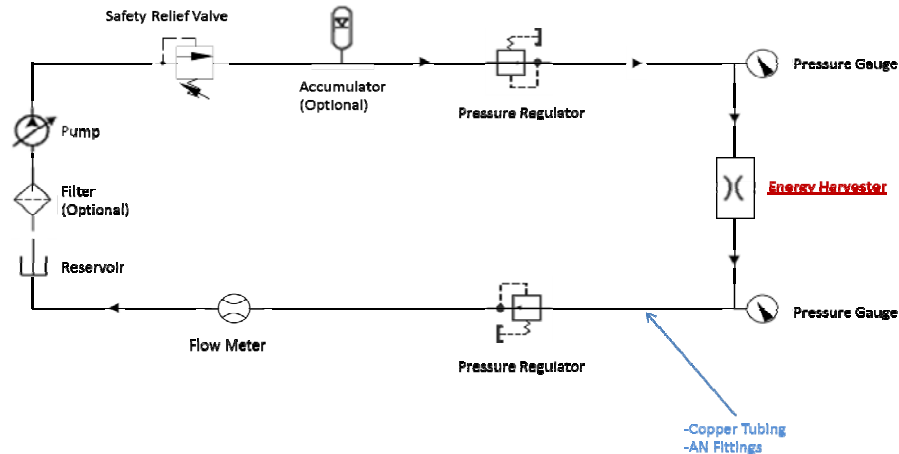 Safety Relief Valve
Accumulator
(Optional)
Pressure Regulator
Pressure Gauge
Pump
Filter
(Optional)
Energy Harvester
Reservoir
Flow Meter
Pressure Regulator
Pressure Gauge
-Copper Tubing
-AN Fittings